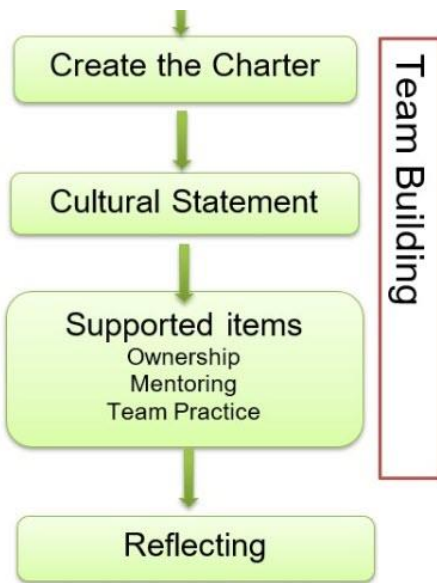 Create the Charter
Cultural Statement
Supported items
Ownership
Mentoring
Team Practice
Reflecting
Team Building